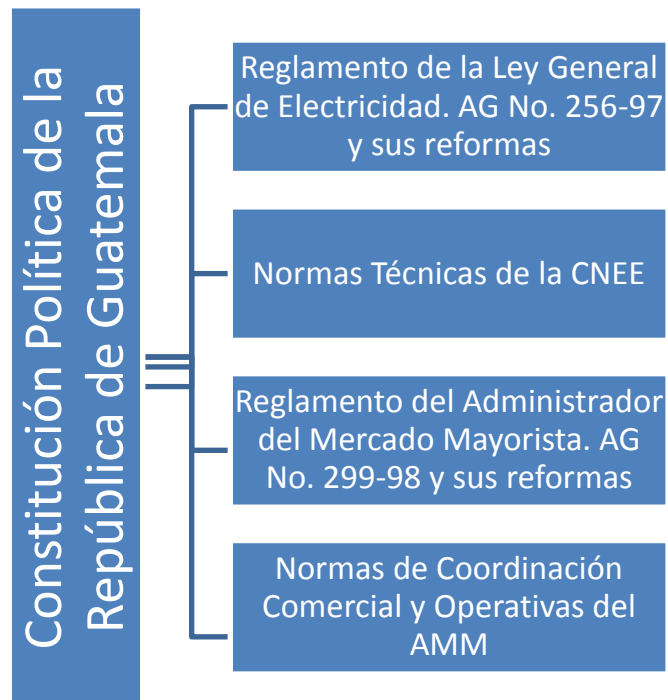 Constitución Política de la
República de Guatemala
Reglamento de la Ley General
de Electricidad. AG No. 256-97
y sus reformas
Normas Técnicas de la CNEE
Reglamento del Administrador
del Mercado Mayorista. AG
No. 299-98 y sus reformas
Normas de Coordinación
Comercial y Operativas del
AMM